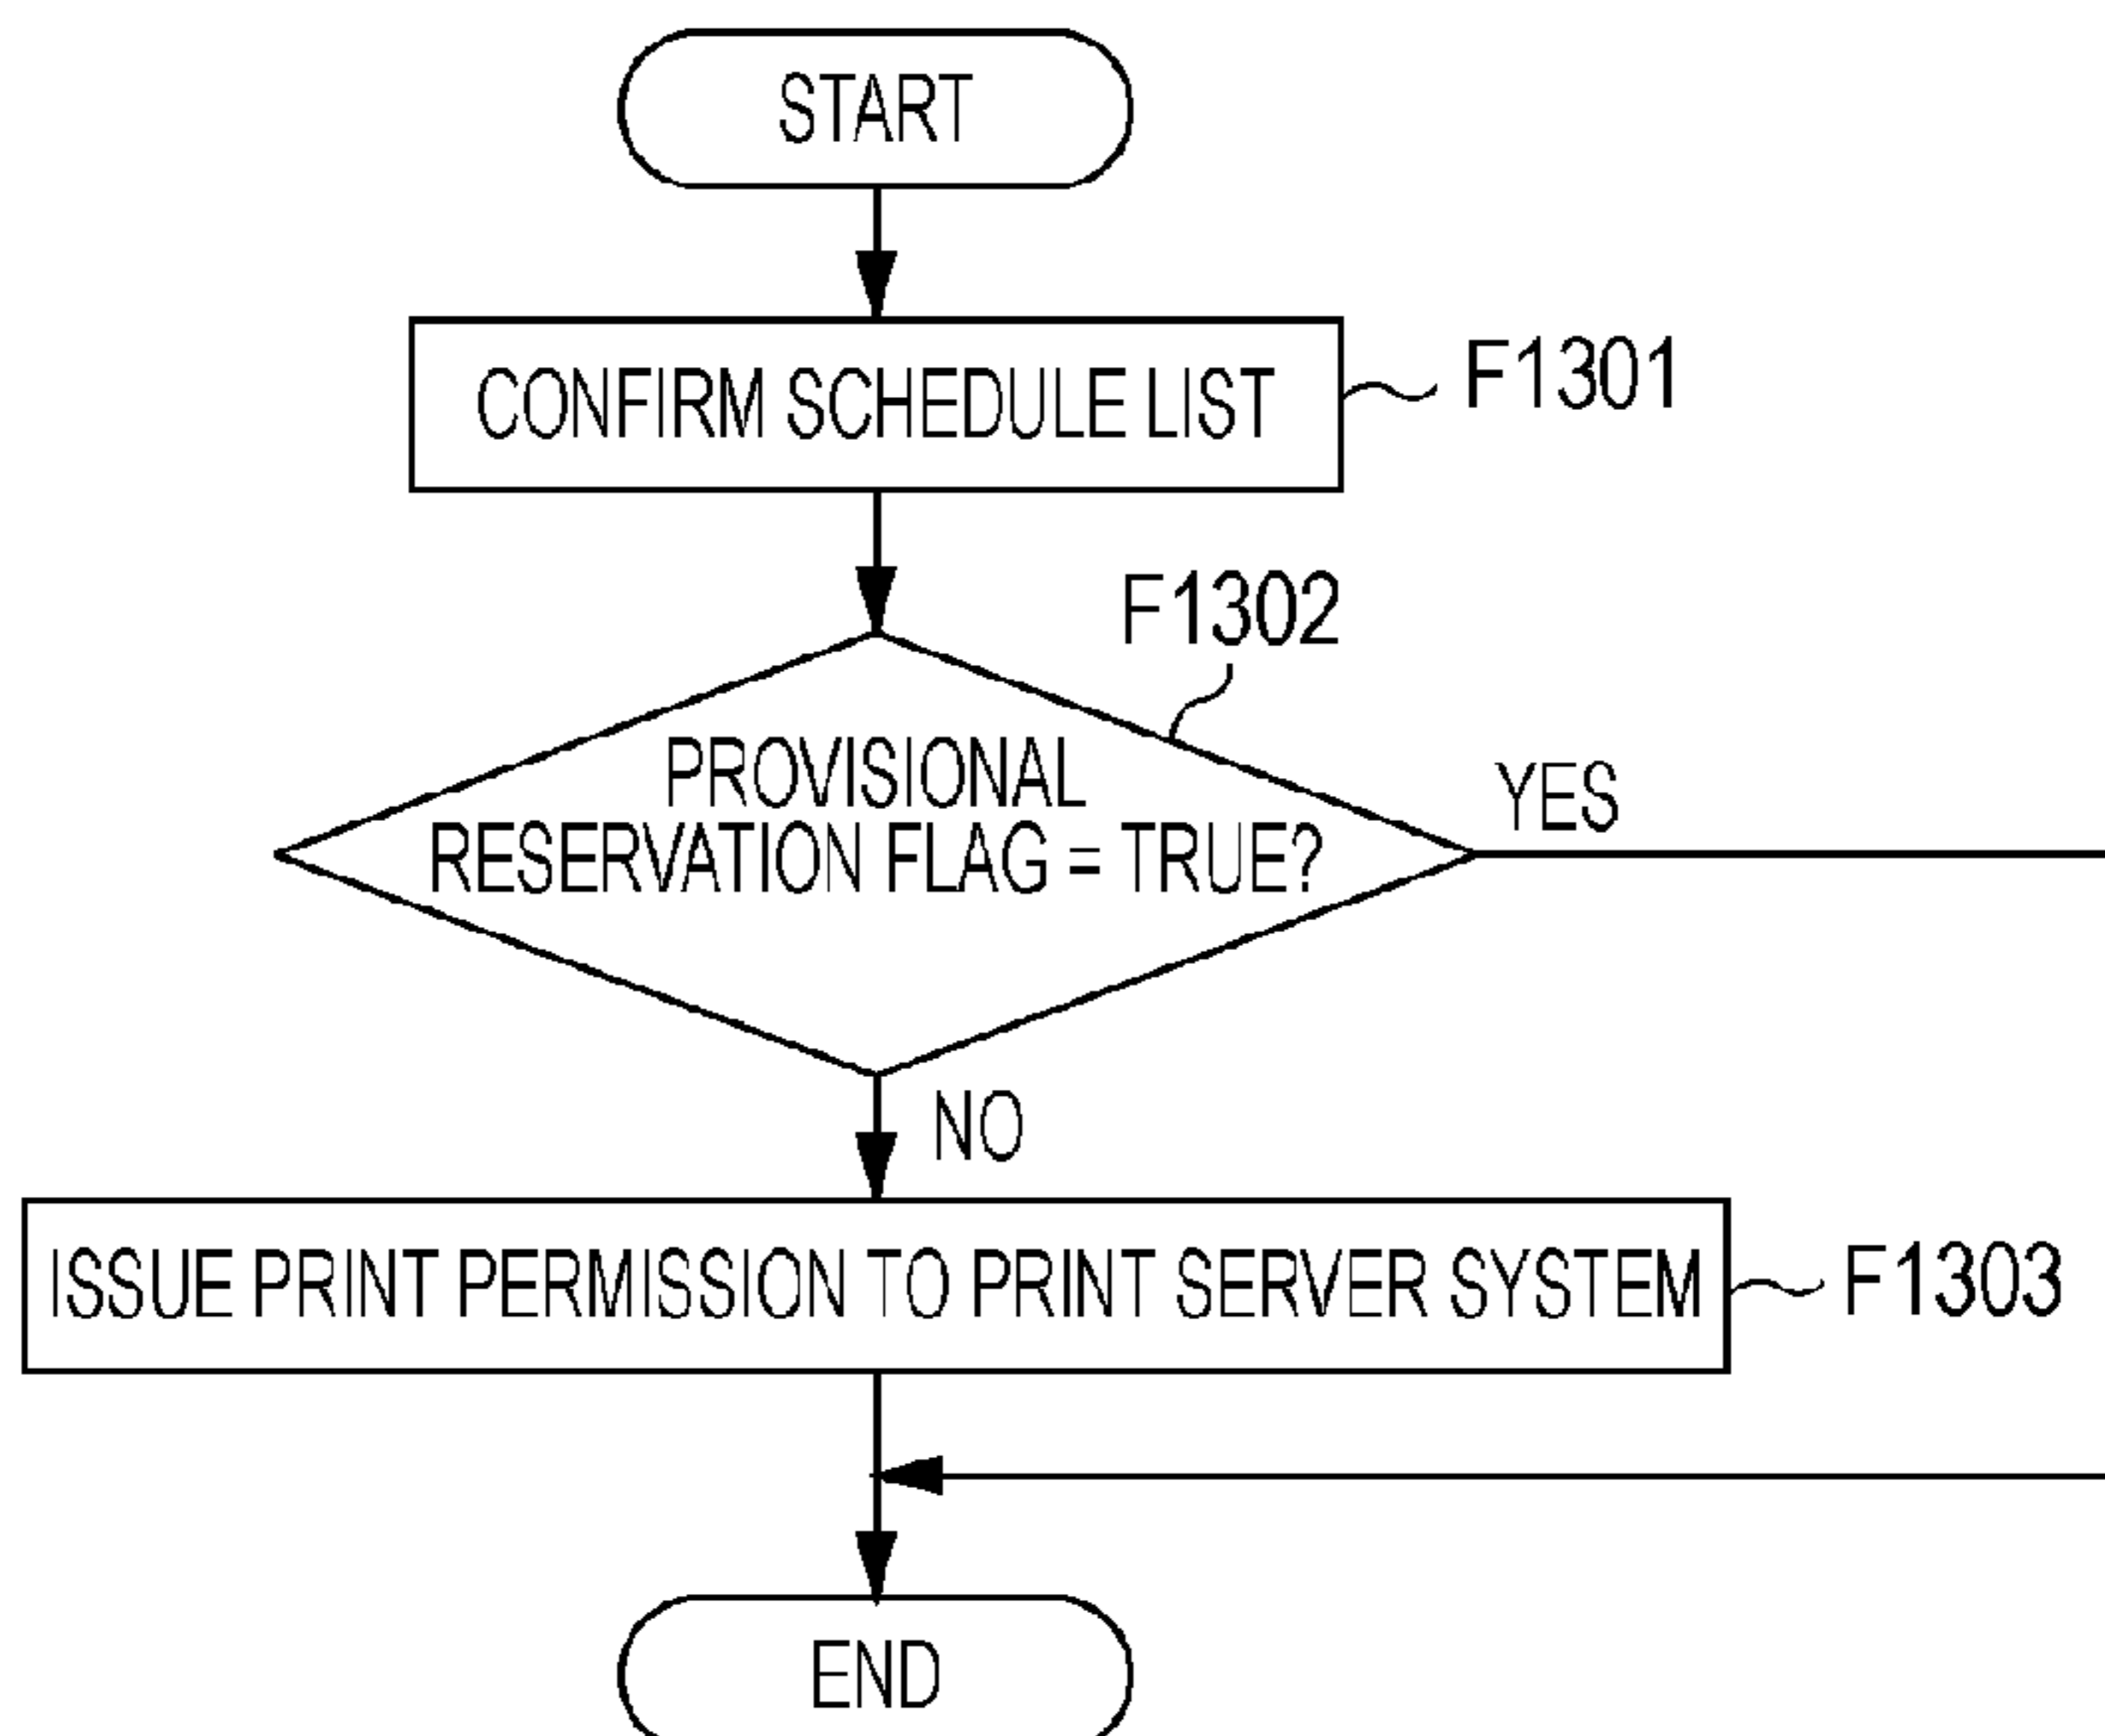 START
CONFIRM SCHEDULE LIST
F1301
F1302
PROVISIONAL
RESERVATION FLAG = TRUE?
YES
NO
ISSUE PRINT PERMISSION TO PRINT SERVER SYSTEM
F1303
END